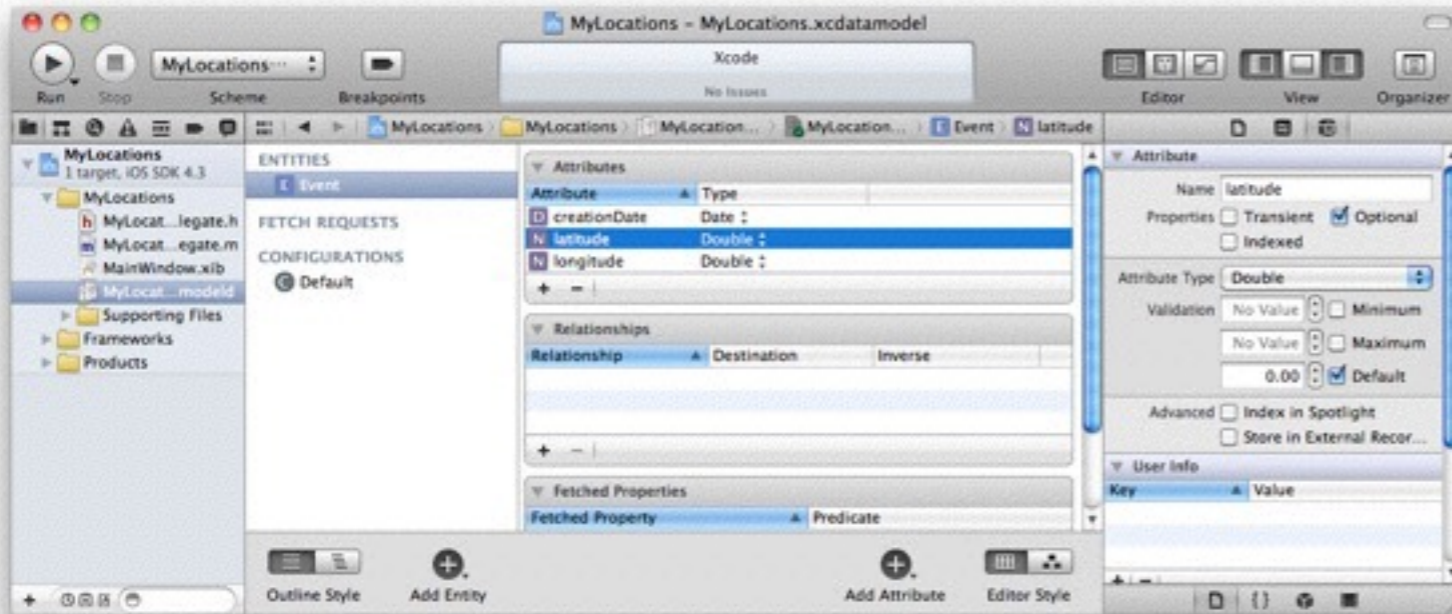 MyLocations – MyLocations.xcdatamodel
MyLocations...
Xcode
No Issues
Run
Stop
Scheme
Breakpoints
Editor
View
Organizer
MyLocations
MyLocations
MyLocation...
MyLocation...
E Event
N latitude
MyLocations
1 target, iOS SDK 4.3
MyLocations
h MyLocat...legate.h
m MyLocat...egate.m
MainWindow.xib
MyLocat...modeld
Supporting Files
Frameworks
Products
ENTITIES
E Event
FETCH REQUESTS
CONFIGURATIONS
C Default
Attributes
Attribute
Type
D creationDate
Date
N latitude
Double
N longitude
Double
+ −
Relationships
Relationship
Destination
Inverse
+ −
Fetched Properties
Fetched Property
Predicate
Outline Style
Add Entity
Add Attribute
Editor Style
Attribute
Name latitude
Properties
Transient
Optional
Indexed
Attribute Type Double
Validation No Value
Minimum
No Value
Maximum
0.00
Default
Advanced
Index in Spotlight
Store in External Recor...
User Info
Key
Value
+ −
+
{}